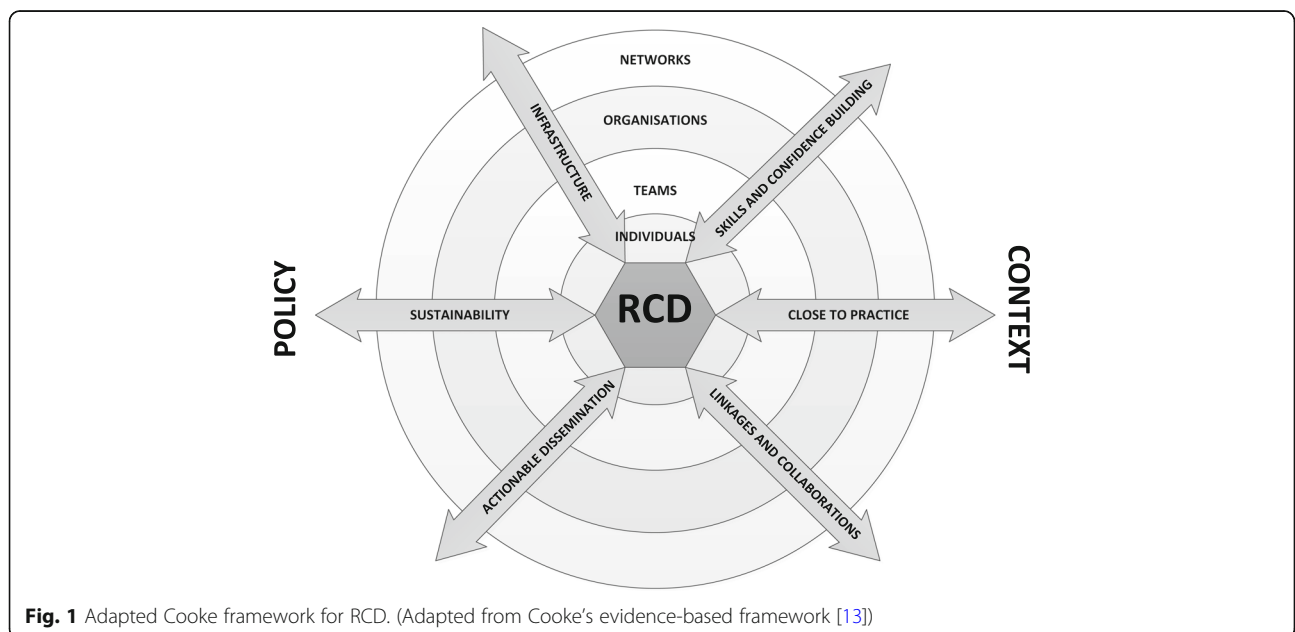 NETWORKS
ORGANISATIONS
TEAMS
INDIVIDUALS
RCD
INFRASTRUCTURE
SKILLS AND CONFIDENCE BUILDING
SUSTAINABILITY
CLOSE TO PRACTICE
ACTIONABLE DISSEMINATION
LINKAGES AND COLLABORATIONS
POLICY
CONTEXT
Fig. 1 Adapted Cooke framework for RCD. (Adapted from Cooke’s evidence-based framework [13])